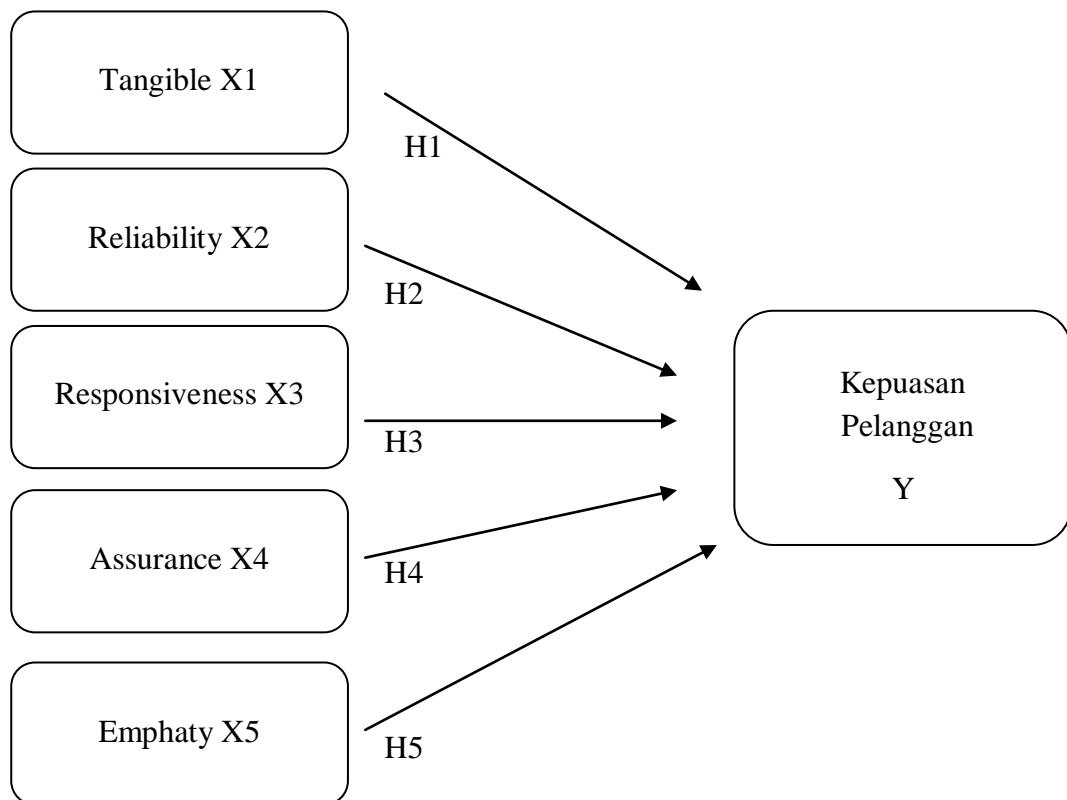 Tangible X1
H1
Reliability X2
H2
Responsiveness X3
H3
Assurance X4
H4
Emphaty X5
H5
Kepuasan
Pelanggan
Y